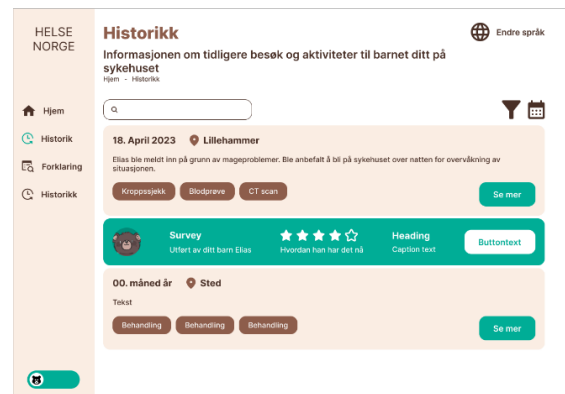 HELSE
NORGE
Hjem
Historik
Forklaring
Historikk
Historikk
Endre språk
Informasjonen om tidligere besøk og aktiviteter til barnet ditt på
sykehuset
Hjem - Historikk
18. April 2023 Lillehammer
Elias ble meldt inn på grunn av mageproblemer. Ble anbefalt å bli på sykehuset over natten for overvåkning av
situasjonen.
Kroppssjekk Blodprøve CT scan
Se mer
Survey Heading
Utført av ditt barn Elias Hvordan han har det nå Caption text
Buttontext
00. måned år Sted
Tekst
Behandling Behandling Behandling
Se mer